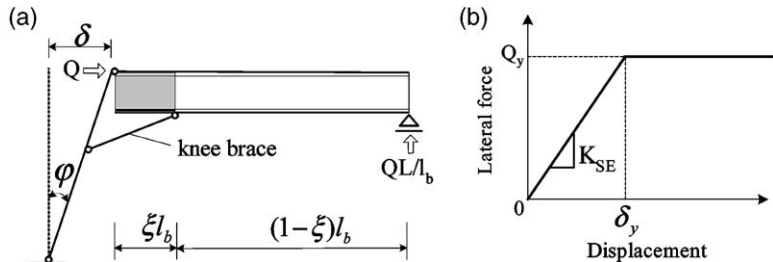 (a)
δ
Q
knee brace
φ
QL/l_b
ξl_b
(1−ξ)l_b
(b)
Q_y
Lateral force
K_SE
0
δ_y
Displacement